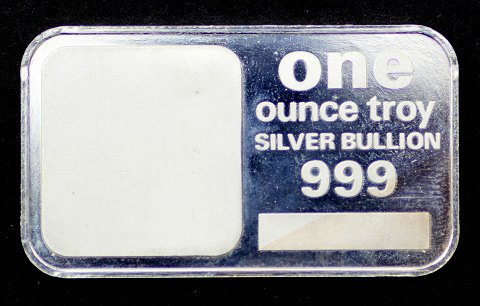 one
ounce troy
SILVER BULLION
999